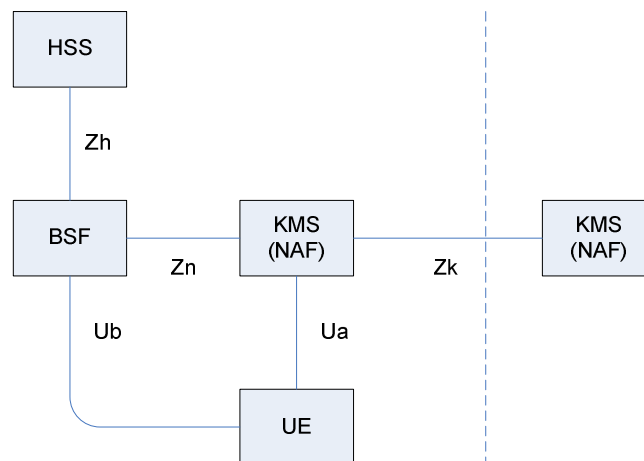 HSS
Zh
BSF
Zn
KMS
(NAF)
Zk
KMS
(NAF)
Ub
Ua
UE